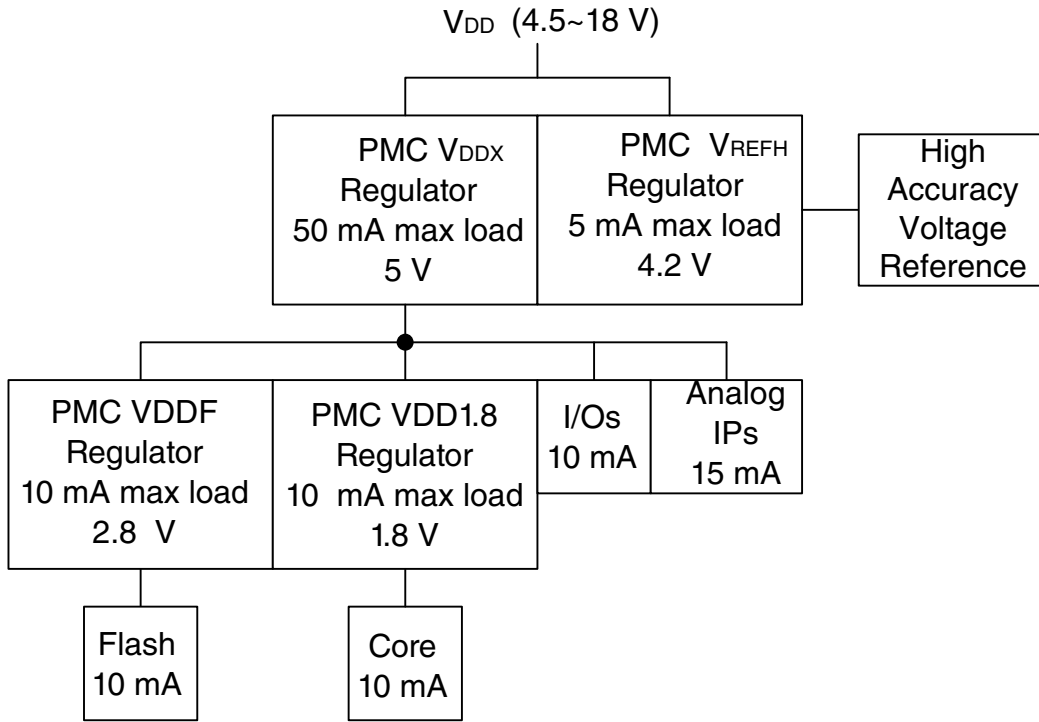 VDD (4.5~18 V)
PMC VDDX
Regulator
50 mA max load
5 V
PMC VREFH
Regulator
5 mA max load
4.2 V
High
Accuracy
Voltage
Reference
PMC VDDF
Regulator
10 mA max load
2.8 V
PMC VDD1.8
Regulator
10 mA max load
1.8 V
I/Os
10 mA
Analog
IPs
15 mA
Flash
10 mA
Core
10 mA